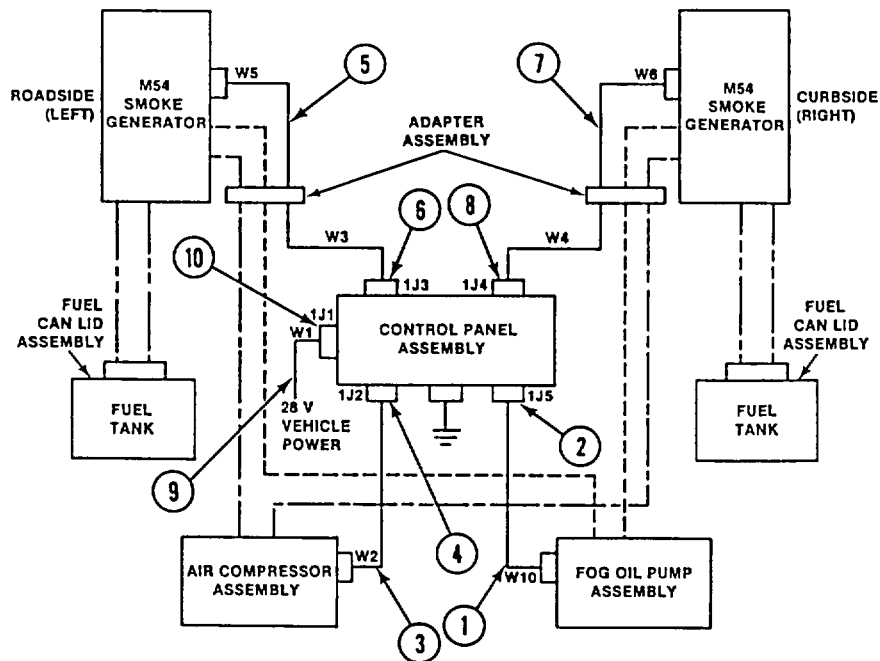 M54
SMOKE
GENERATOR
ROADSIDE
(LEFT)
W5
5
7
W6
M54
SMOKE
GENERATOR
CURBSIDE
(RIGHT)
ADAPTER
ASSEMBLY
W3
6
8
W4
10
1J3
1J4
1J1
W1
CONTROL PANEL
ASSEMBLY
FUEL
CAN LID
ASSEMBLY
FUEL
CAN LID
ASSEMBLY
FUEL
TANK
FUEL
TANK
28 V
VEHICLE
POWER
1J2
1J5
2
9
4
AIR COMPRESSOR
ASSEMBLY
W2
3
1
W10
FOG OIL PUMP
ASSEMBLY